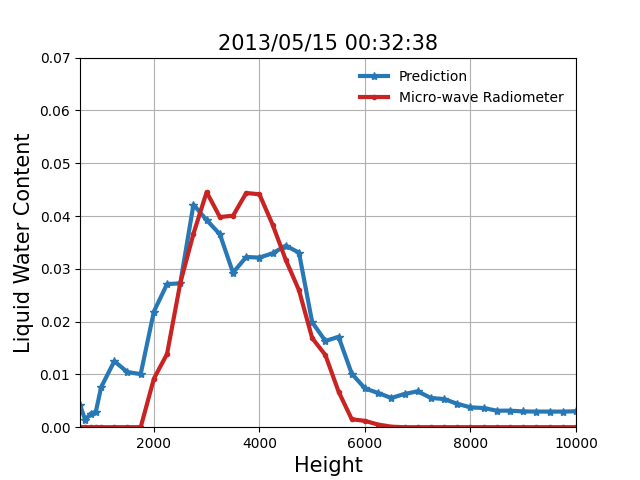 2013/05/15 00:32:38
Prediction
Micro-wave Radiometer
Liquid Water Content
0.07
0.06
0.05
0.04
0.03
0.02
0.01
0.00
2000 4000 6000 8000 10000
Height